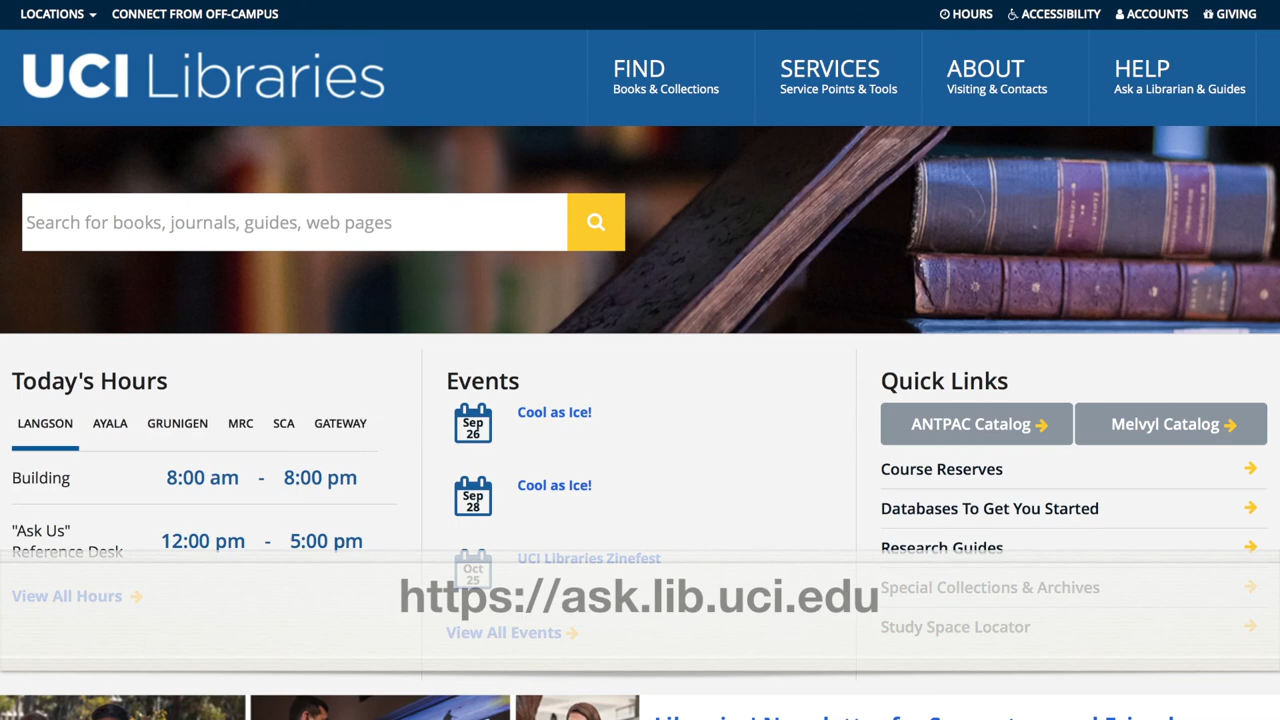 LOCATIONS CONNECT FROM OFF-CAMPUS HOURS ACCESSIBILITY ACCOUNTS GIVING
UCI Libraries
FIND
Books & Collections
SERVICES
Service Points & Tools
ABOUT
Visiting & Contacts
HELP
Ask a Librarian & Guides
Search for books, journals, guides, web pages
Today's Hours
LANGSON AYALA GRUNIGEN MRC SCA GATEWAY
Building 8:00 am - 8:00 pm
"Ask Us"
Reference Desk
12:00 pm - 5:00 pm
View All Hours
Events
Sep
26
Cool as Ice!
Sep
28
Cool as Ice!
Oct
25
UCI Libraries Zinefest
View All Events
Quick Links
ANTPAC Catalog Melvyl Catalog
Course Reserves
Databases To Get You Started
Research Guides
Special Collections & Archives
Study Space Locator
https://ask.lib.uci.edu